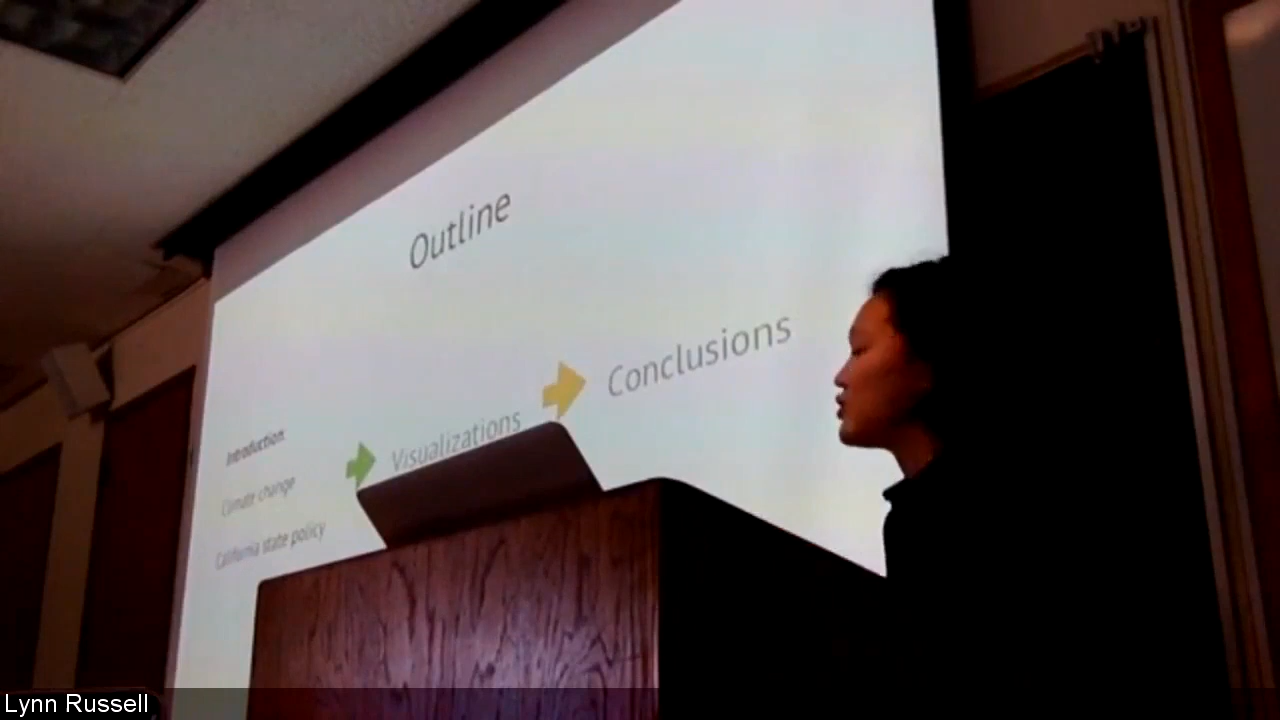 Outline
Introduction
Climate change
California state policy
Visualizations
Conclusions
Lynn Russell